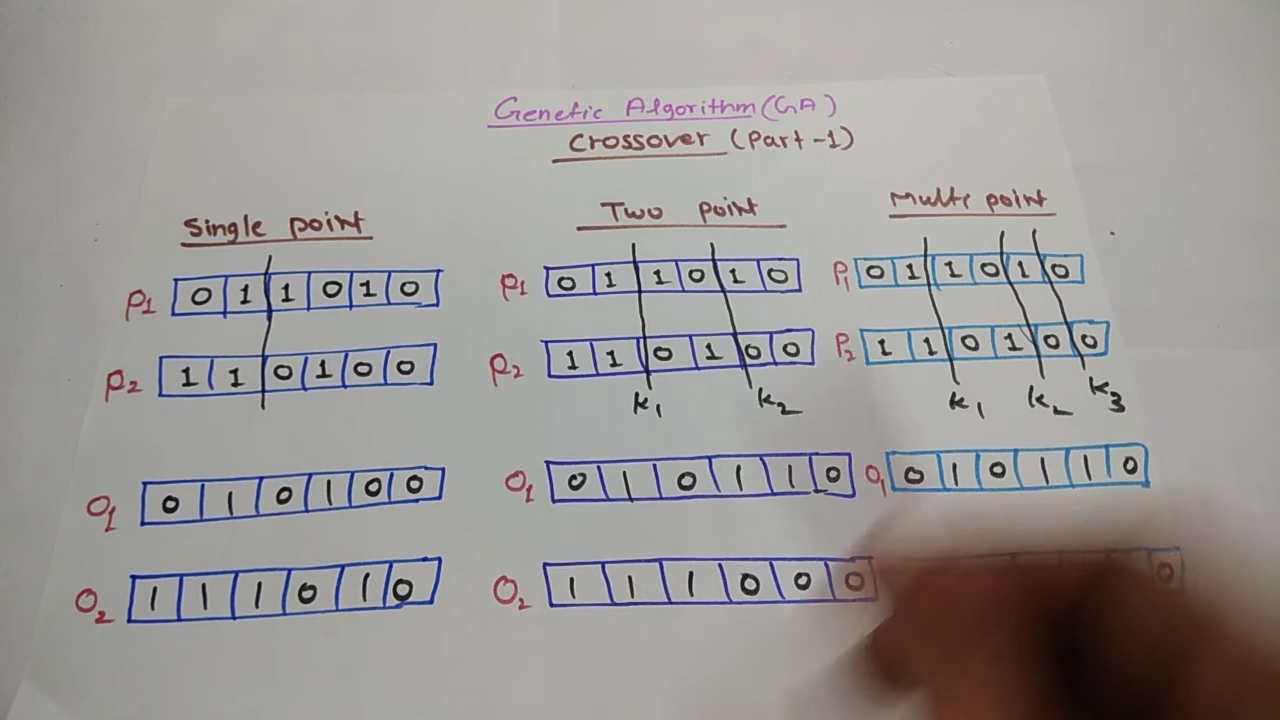 Genetic Algorithm (GA)
Crossover (Part-1)
Single point
P1 0 1 1 0 1 0
P2 1 1 0 1 0 0
O1 0 1 0 1 0 0
O2 1 1 1 0 1 0
Two point
P1 0 1 1 0 1 0
P2 1 1 0 1 0 0
k1 k2
O1 0 1 0 1 1 0
O2 1 1 1 0 0 0
Multi point
P1 0 1 1 0 1 0
P2 1 1 0 1 0 0
k1 k2 k3
O1 0 1 0 1 1 0
0